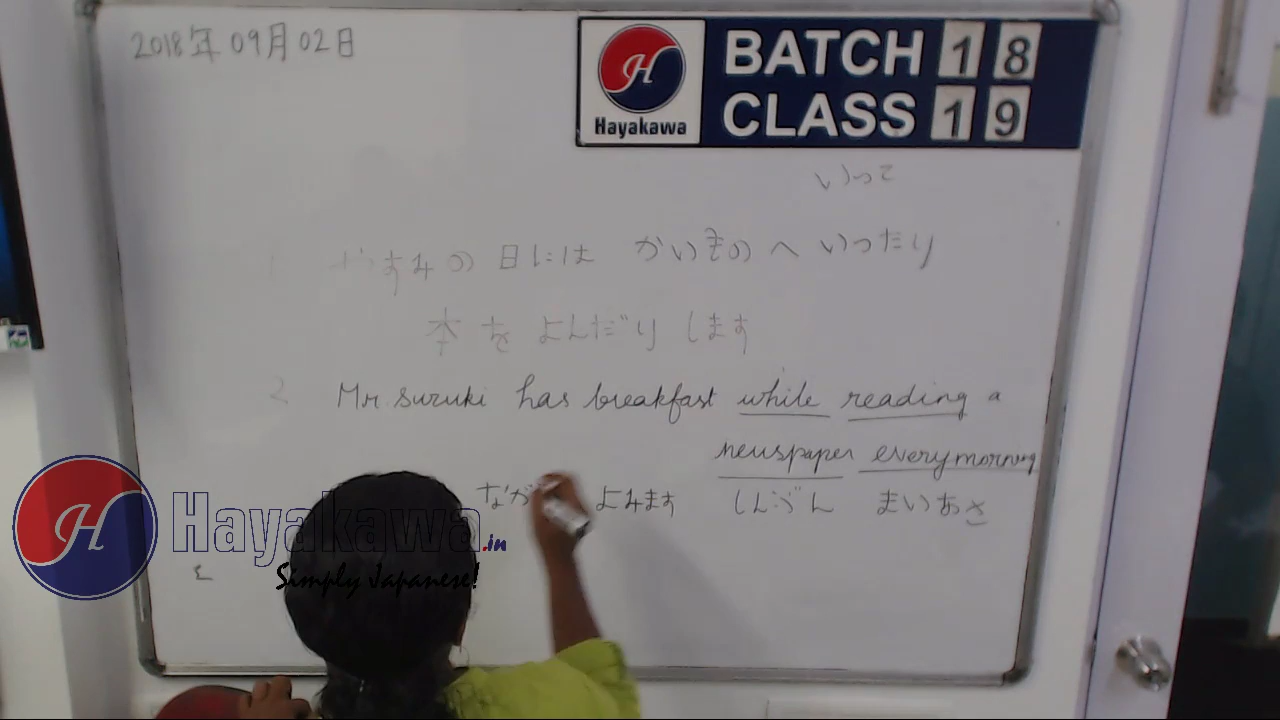 2018年09月02日
BATCH 18
CLASS 19
Hayakawa
いって
1 やすみの 日には かいものへ いったり
本を よんだり します
2 Mr. Suzuki has breakfast while reading a
newspaper every morning
なが よみます しんぶん まいあさ
Hayakawa.in
Simply Japanese!